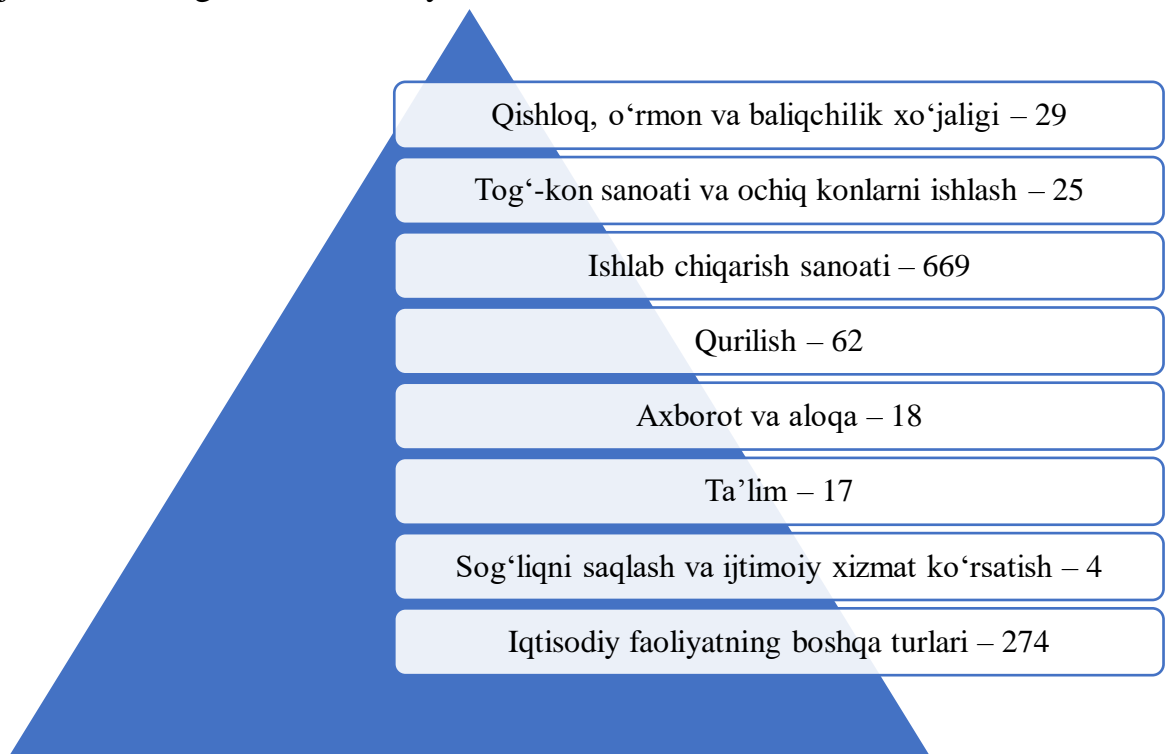 Qishloq, o‘rmon va baliqchilik xo‘jaligi – 29
Tog‘-kon sanoati va ochiq konlarni ishlash – 25
Ishlab chiqarish sanoati – 669
Qurilish – 62
Axborot va aloqa – 18
Ta’lim – 17
Sog‘liqni saqlash va ijtimoiy xizmat ko‘rsatish – 4
Iqtisodiy faoliyatning boshqa turlari – 274